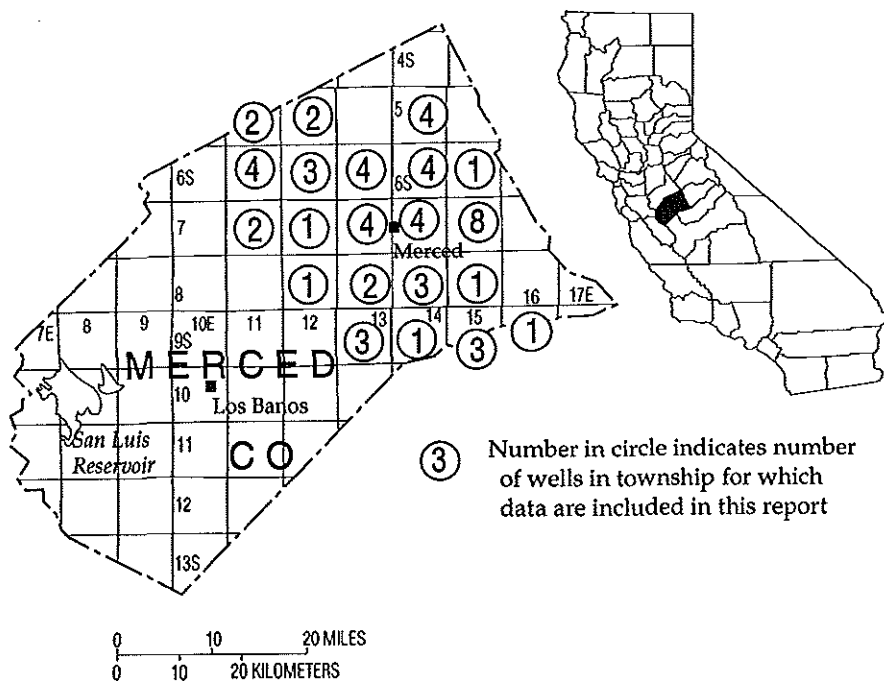 4S
2 2 5 4
6S 4 3 4 6S 4 1
7 2 1 4 4 8
Merced
8 1 2 3 1
7E 8 9 10E 11 12 13 14 15 16 17E
9S 3 1 3 1
MERCED
10
Los Banos
San Luis
Reservoir
11
CO
12
13S
3 Number in circle indicates number
of wells in township for which
data are included in this report
0 10 20 MILES
0 10 20 KILOMETERS